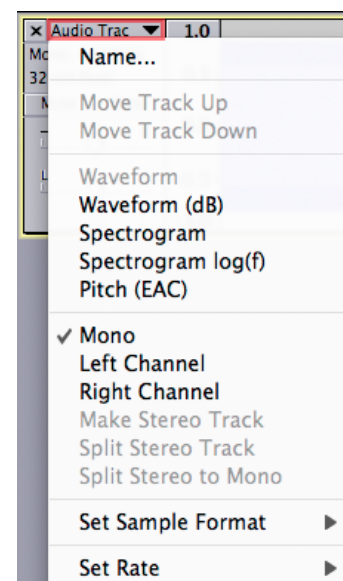 Audio Trac 1.0
Mo
32
M
L
Name...
Move Track Up
Move Track Down
Waveform
Waveform (dB)
Spectrogram
Spectrogram log(f)
Pitch (EAC)
Mono
Left Channel
Right Channel
Make Stereo Track
Split Stereo Track
Split Stereo to Mono
Set Sample Format
Set Rate